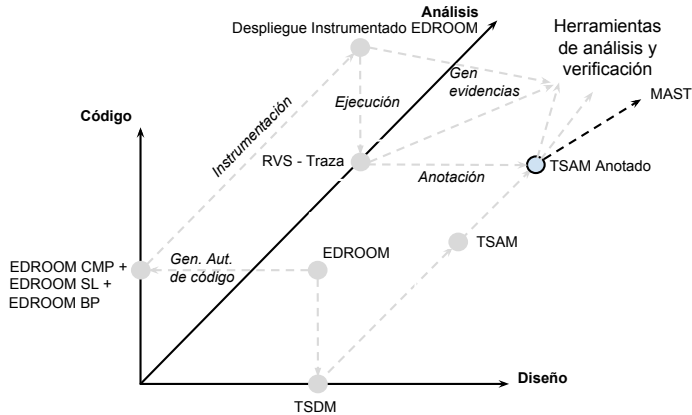 Análisis
Despliegue Instrumentado EDROOM
Herramientas
de análisis y
verificación
Gen
evidencias
MAST
Ejecución
Código
Instrumentación
RVS - Traza
TSAM Anotado
Anotación
EDROOM
TSAM
Gen. Aut.
de código
EDROOM CMP +
EDROOM SL +
EDROOM BP
Diseño
TSDM